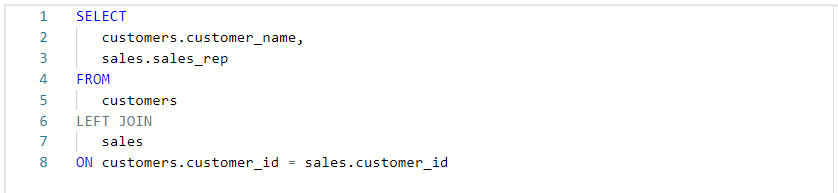 1 SELECT
2 customers.customer_name,
3 sales.sales_rep
4 FROM
5 customers
6 LEFT JOIN
7 sales
8 ON customers.customer_id = sales.customer_id